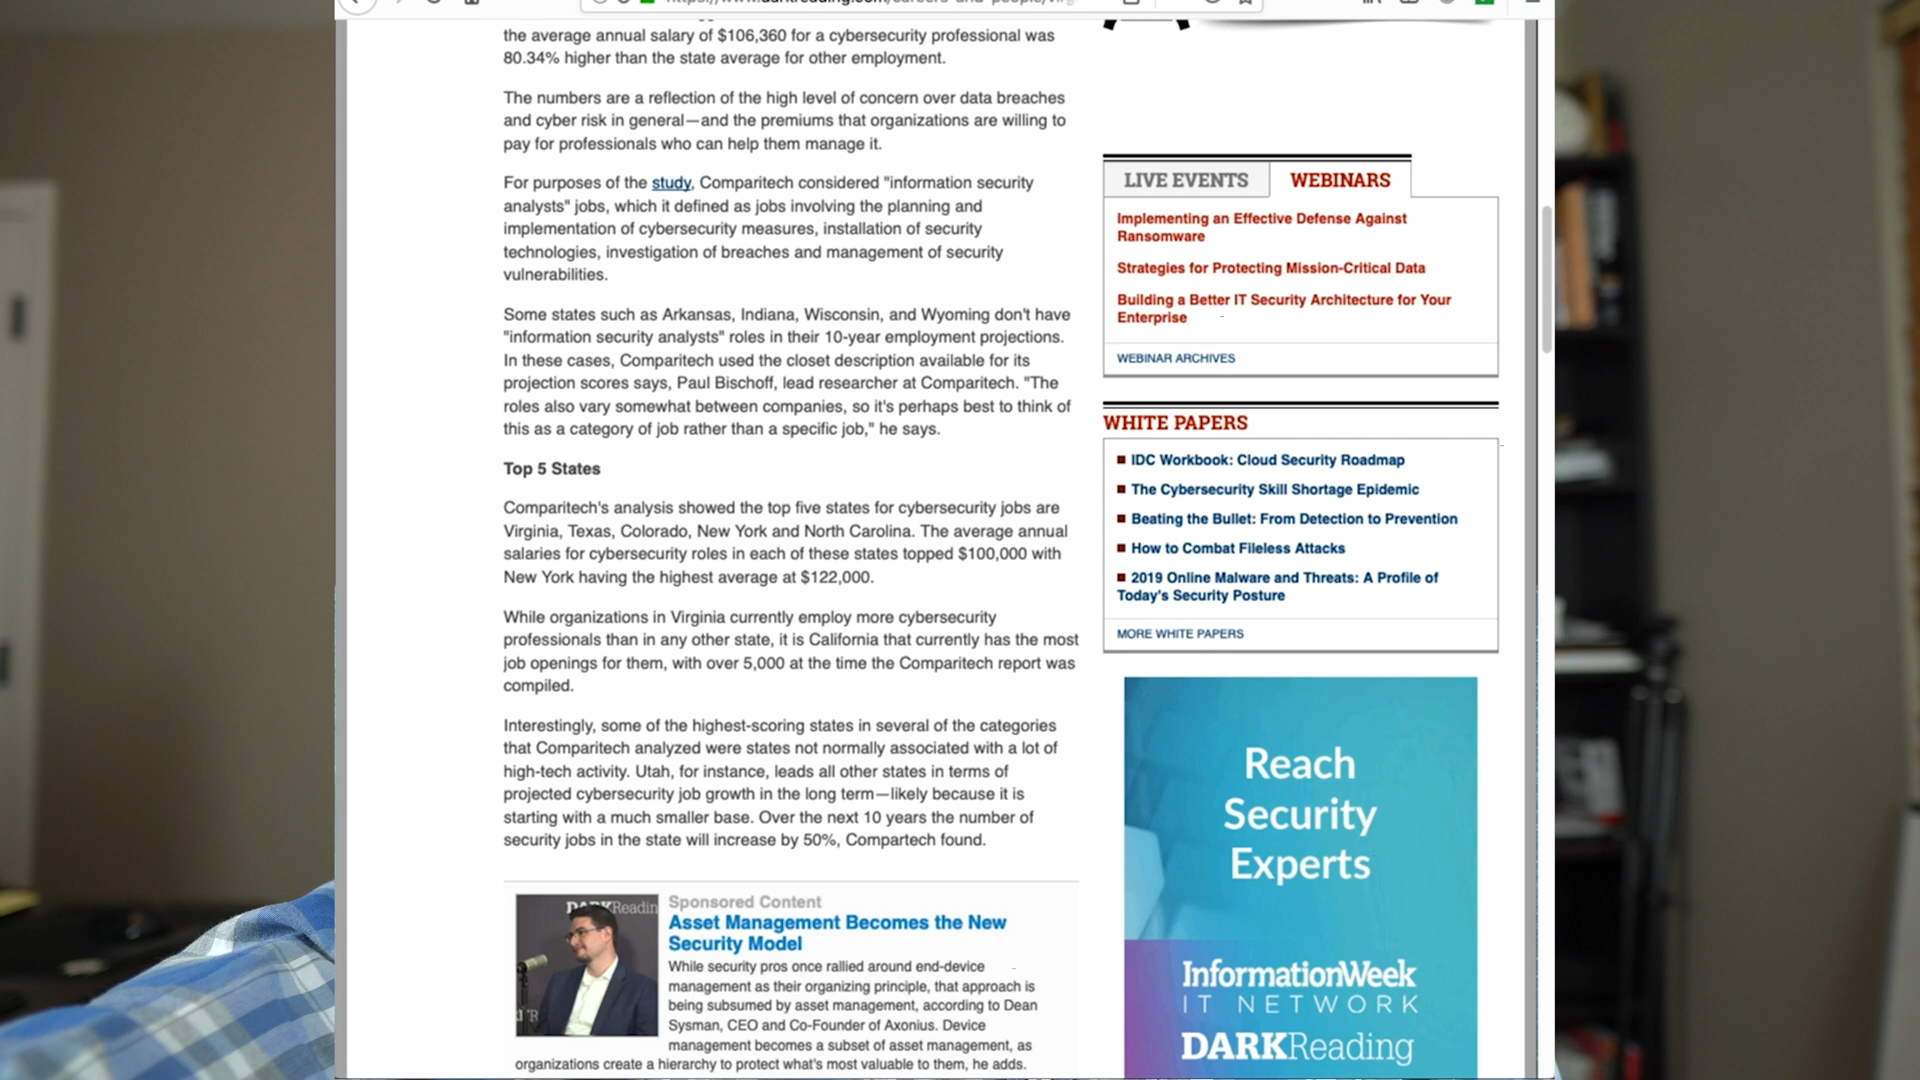 the average annual salary of $106,360 for a cybersecurity professional was
80.34% higher than the state average for other employment.
The numbers are a reflection of the high level of concern over data breaches
and cyber risk in general—and the premiums that organizations are willing to
pay for professionals who can help them manage it.
For purposes of the study, Comparitech considered "information security
analysts" jobs, which it defined as jobs involving the planning and
implementation of cybersecurity measures, installation of security
technologies, investigation of breaches and management of security
vulnerabilities.
Some states such as Arkansas, Indiana, Wisconsin, and Wyoming don't have
"information security analysts" roles in their 10-year employment projections.
In these cases, Comparitech used the closet description available for its
projection scores says, Paul Bischoff, lead researcher at Comparitech. "The
roles also vary somewhat between companies, so it's perhaps best to think of
this as a category of job rather than a specific job," he says.
Top 5 States
Comparitech's analysis showed the top five states for cybersecurity jobs are
Virginia, Texas, Colorado, New York and North Carolina. The average annual
salaries for cybersecurity roles in each of these states topped $100,000 with
New York having the highest average at $122,000.
While organizations in Virginia currently employ more cybersecurity
professionals than in any other state, it is California that currently has the most
job openings for them, with over 5,000 at the time the Comparitech report was
compiled.
Interestingly, some of the highest-scoring states in several of the categories
that Comparitech analyzed were states not normally associated with a lot of
high-tech activity. Utah, for instance, leads all other states in terms of
projected cybersecurity job growth in the long term—likely because it is
starting with a much smaller base. Over the next 10 years the number of
security jobs in the state will increase by 50%, Compartech found.
Sponsored Content
Asset Management Becomes the New
Security Model
While security pros once rallied around end-device
management as their organizing principle, that approach is
being subsumed by asset management, according to Dean
Sysman, CEO and Co-Founder of Axonius. Device
management becomes a subset of asset management, as
organizations create a hierarchy to protect what's most valuable to them, he adds.
LIVE EVENTS
WEBINARS
Implementing an Effective Defense Against
Ransomware
Strategies for Protecting Mission-Critical Data
Building a Better IT Security Architecture for Your
Enterprise
WEBINAR ARCHIVES
WHITE PAPERS
IDC Workbook: Cloud Security Roadmap
The Cybersecurity Skill Shortage Epidemic
Beating the Bullet: From Detection to Prevention
How to Combat Fileless Attacks
2019 Online Malware and Threats: A Profile of
Today's Security Posture
MORE WHITE PAPERS
Reach
Security
Experts
InformationWeek
IT NETWORK
DARKReading